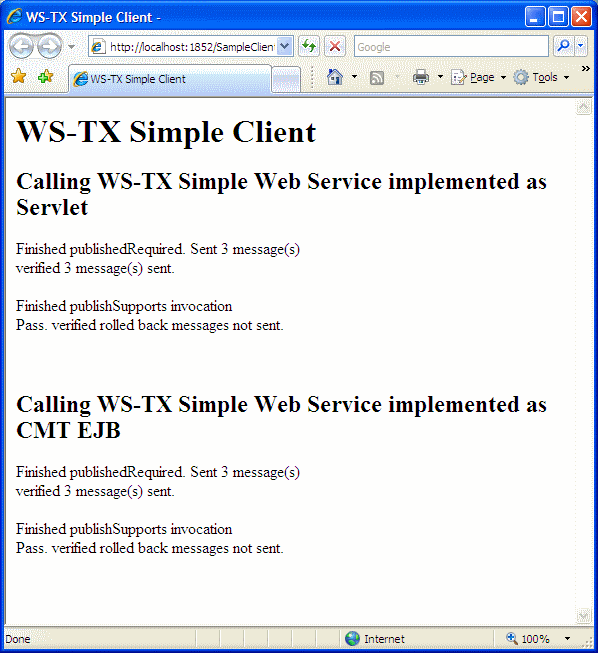 WS-TX Simple Client -
http://localhost:1852/SampleClien
Google
WS-TX Simple Client
Page
Tools
WS-TX Simple Client
Calling WS-TX Simple Web Service implemented as
Servlet
Finished publishedRequired. Sent 3 message(s)
verified 3 message(s) sent.
Finished publishSupports invocation
Pass. verified rolled back messages not sent.
Calling WS-TX Simple Web Service implemented as
CMT EJB
Finished publishedRequired. Sent 3 message(s)
verified 3 message(s) sent.
Finished publishSupports invocation
Pass. verified rolled back messages not sent.
Done
Internet
100%